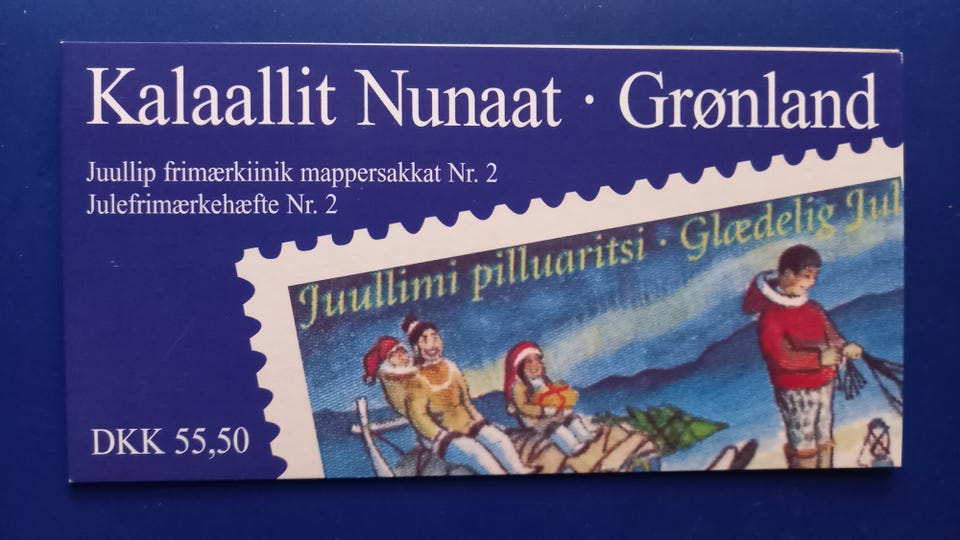 Kalaallit Nunaat · Grønland
Juullip frimærkiinik mappersakkat Nr. 2
Julefrimærkehæfte Nr. 2
Juullimi pilluaritsi · Glædelig Jul
DKK 55,50